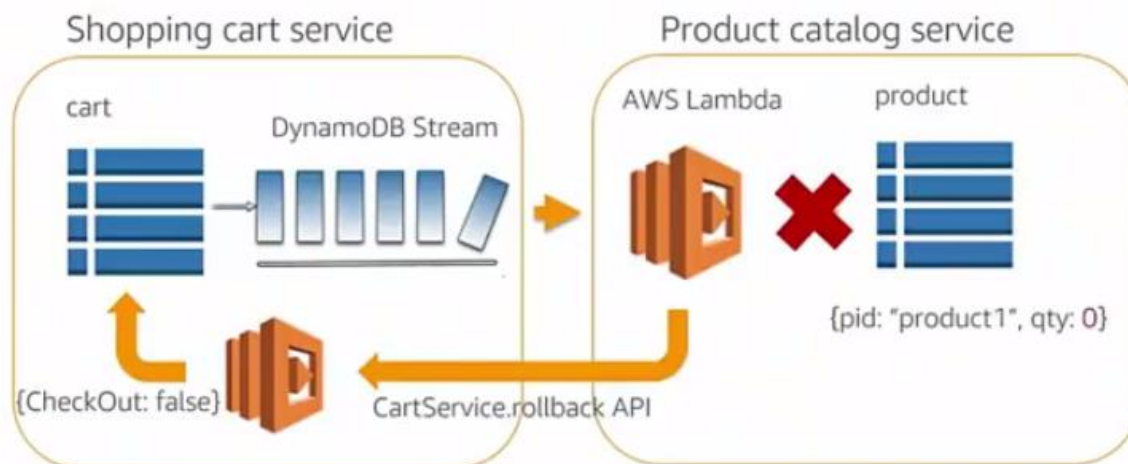 Shopping cart service
Product catalog service
cart
DynamoDB Stream
AWS Lambda
product
{pid: "product1", qty: 0}
{CheckOut: false}
CartService.rollback API